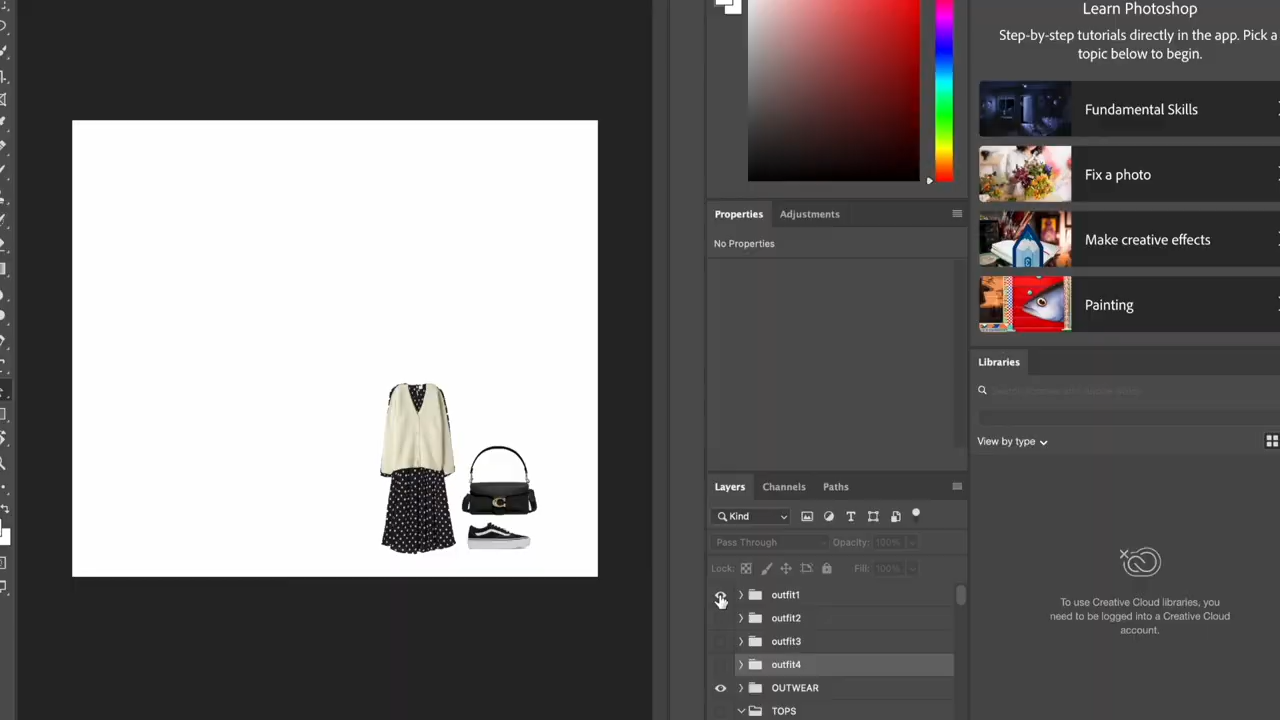 Learn Photoshop
Step-by-step tutorials directly in the app. Pick a
topic below to begin.
Fundamental Skills
Fix a photo
Make creative effects
Painting
Properties
Adjustments
No Properties
Libraries
View by type
Layers
Channels
Paths
Kind
Pass Through
Opacity: 100%
Lock:
Fill: 100%
outfit1
outfit2
outfit3
outfit4
OUTWEAR
TOPS
To use Creative Cloud libraries, you
need to be logged into a Creative Cloud
account.